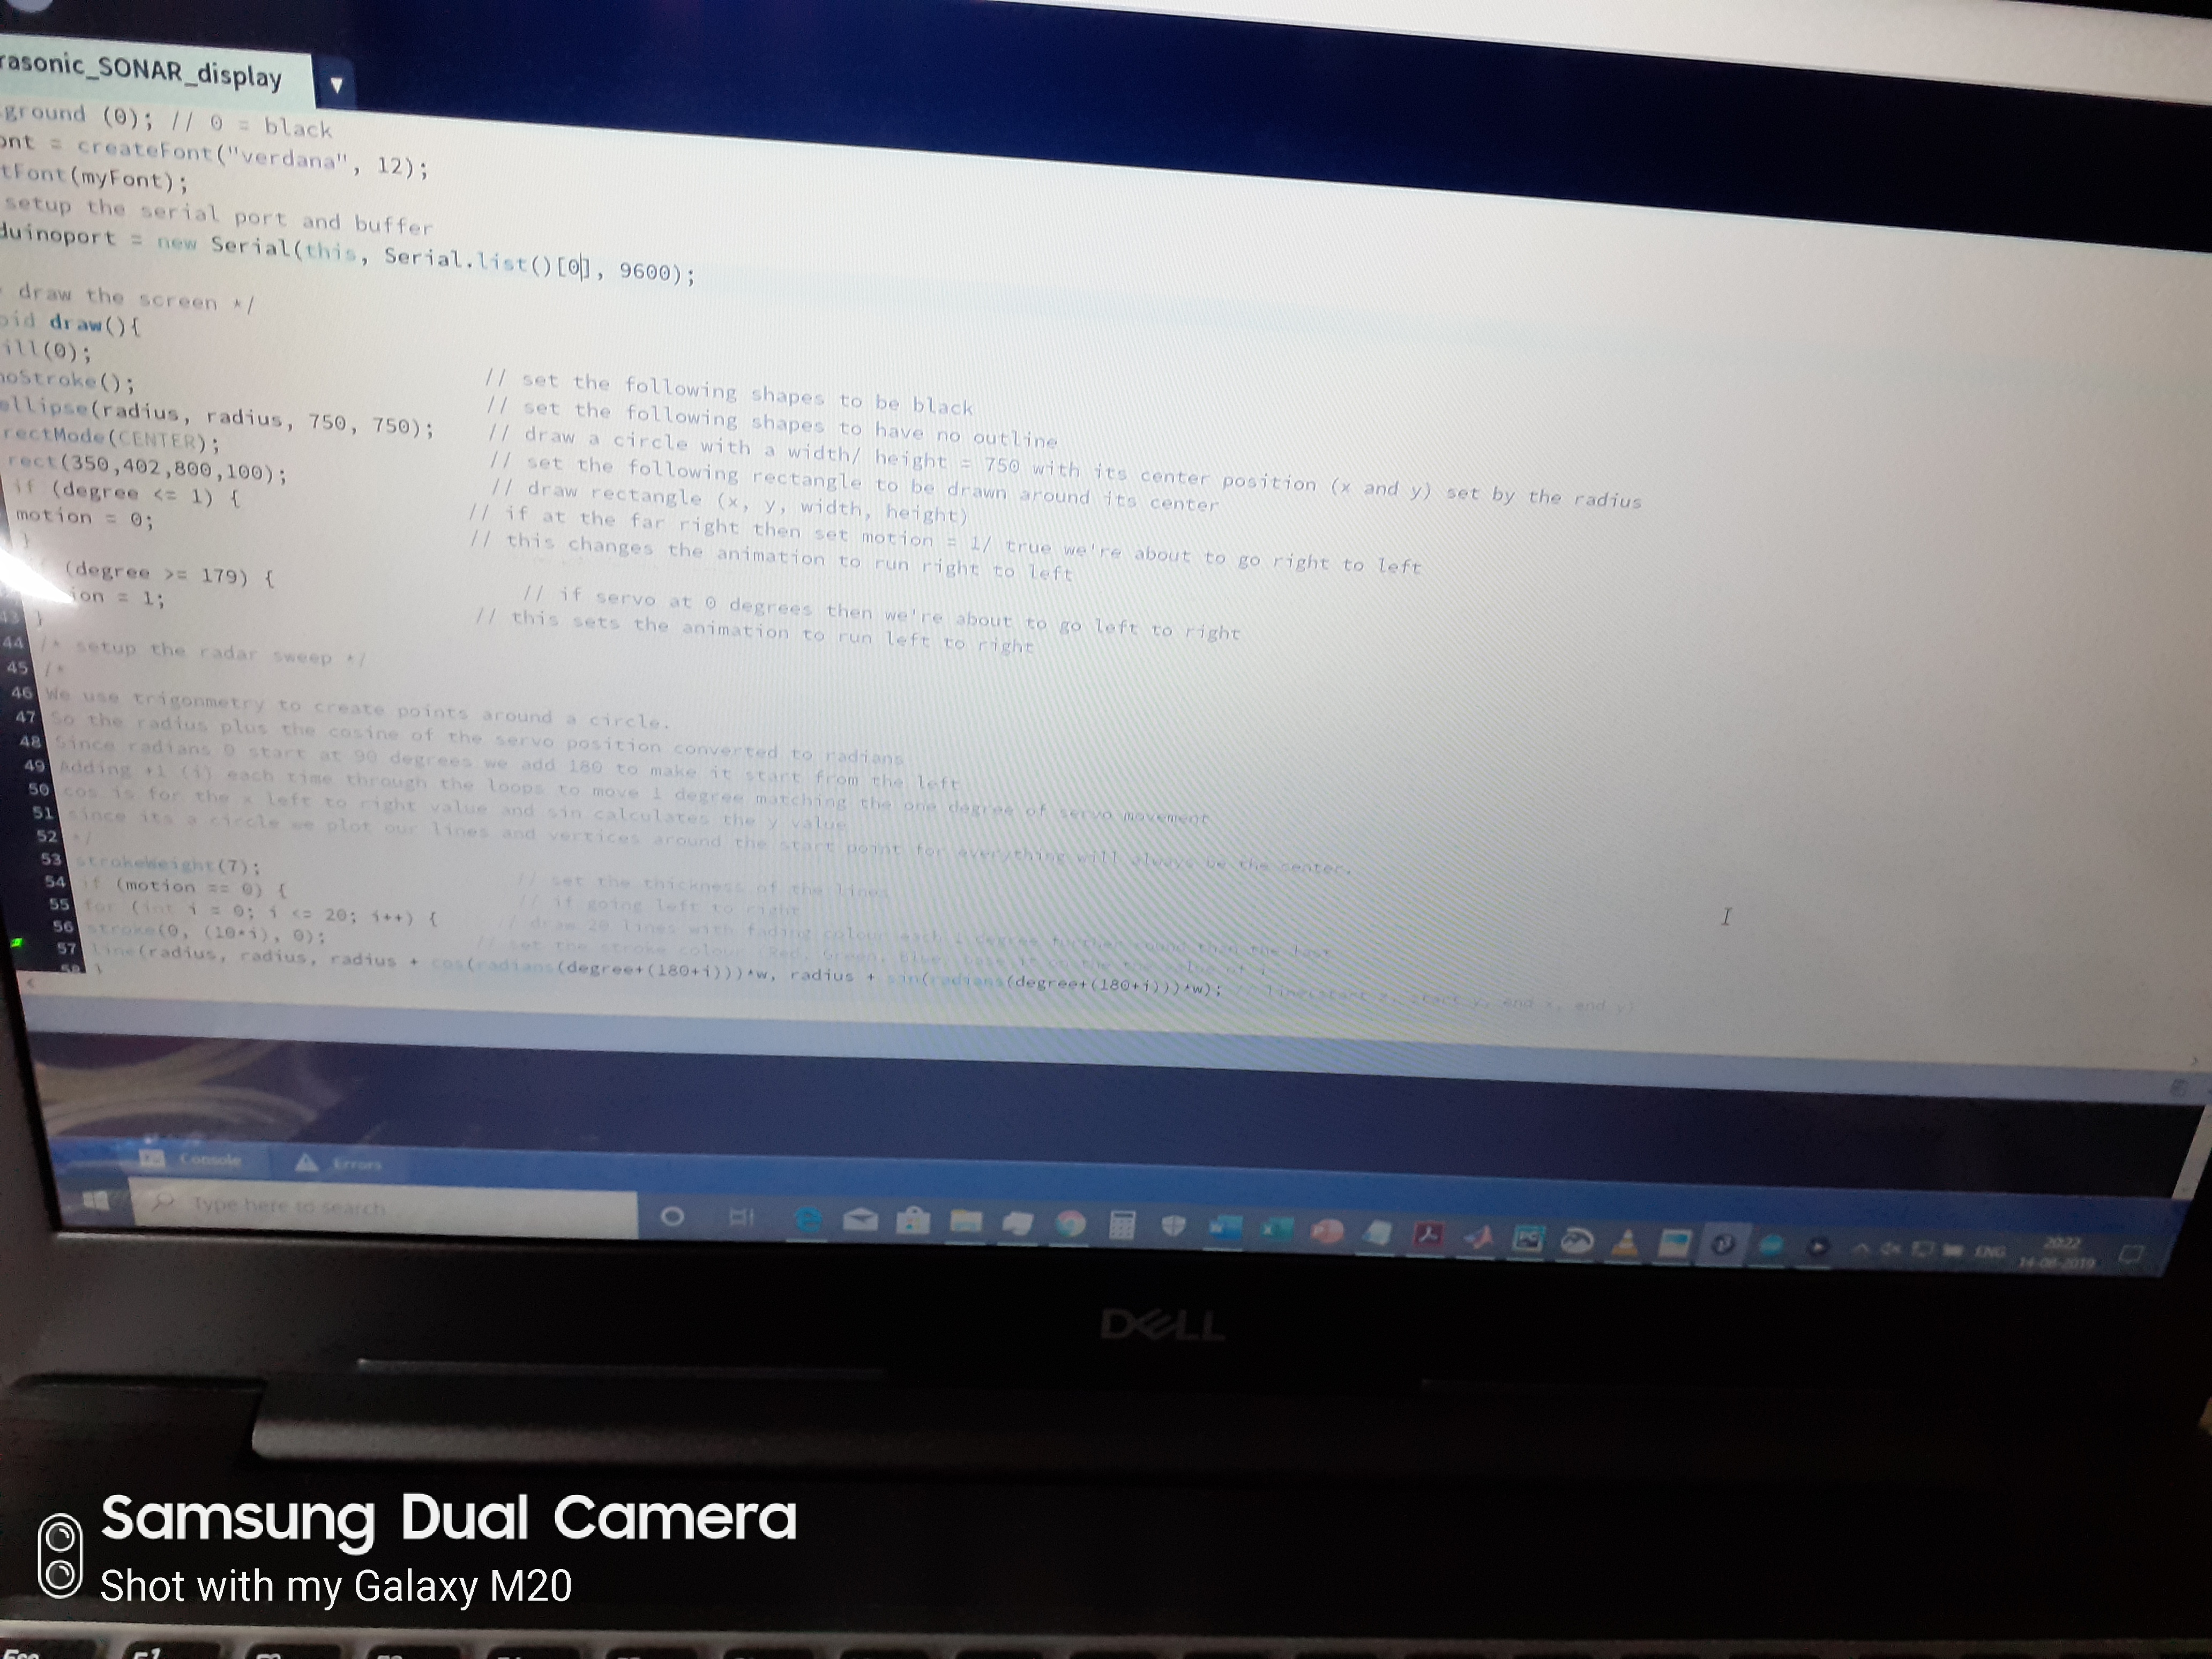 rasonic_SONAR_display
ground (0); // 0 = black
ont = createFont("verdana", 12);
tFont(myFont);
setup the serial port and buffer
duinoport = new Serial(this, Serial.list()[0], 9600);
draw the screen */
oid draw(){
ill(0); // set the following shapes to be black
noStroke(); // set the following shapes to have no outline
ellipse(radius, radius, 750, 750); // draw a circle with a width/ height = 750 with its center position (x and y) set by the radius
rectMode(CENTER); // set the following rectangle to be drawn around its center
rect(350,402,800,100); // draw rectangle (x, y, width, height)
if (degree <= 1) { // if at the far right then set motion = 1/ true we're about to go right to left
motion = 0; // this changes the animation to run right to left
}
(degree >= 179) { // if servo at 0 degrees then we're about to go left to right
ion = 1; // this sets the animation to run left to right
43 }
44 /* setup the radar sweep */
45 /*
46 We use trigonmetry to create points around a circle.
47 So the radius plus the cosine of the servo position converted to radians
48 Since radians 0 start at 90 degrees we add 180 to make it start from the left
49 Adding +1 (i) each time through the loops to move 1 degree matching the one degree of servo movement
50 cos is for the x left to right value and sin calculates the y value
51 since its a circle we plot our lines and vertices around the start point for everything will always be the center.
52 */
53 strokeWeight(7); // set the thickness of the lines
54 if (motion == 0) { // if going left to right
55 for (int i = 0; i <= 20; i++) { // draw 20 lines with fading colour each 1 degree further round than the last
56 stroke(0, (10*i), 0); // set the stroke colour Red, Green, Blue base it on the the value of i
57 line(radius, radius, radius + cos(radians(degree+(180+i)))*w, radius + sin(radians(degree+(180+i)))*w); // line(start x, start y, end x, end y)
58 }
Console
Errors
Type here to search
ENG
20:22
14-08-2019
DELL
Samsung Dual Camera
Shot with my Galaxy M20
Esc
F1